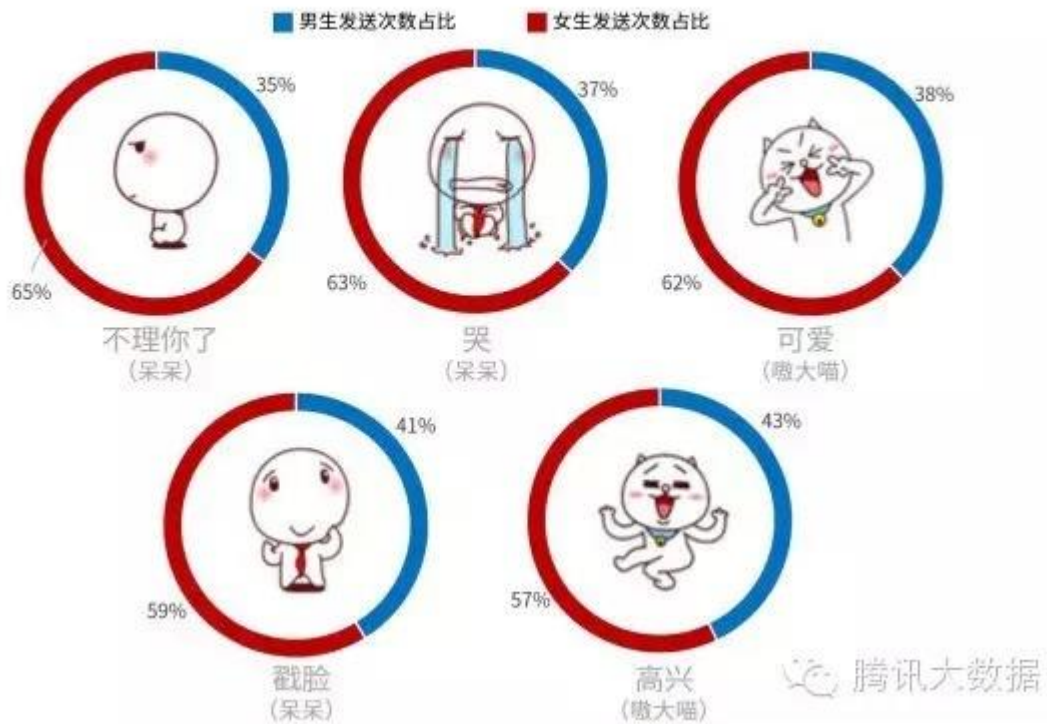 男生发送次数占比
女生发送次数占比
35%
65%
不理你了
(呆呆)
37%
63%
哭
(呆呆)
38%
62%
可爱
(嗷大喵)
41%
59%
戳脸
(呆呆)
43%
57%
高兴
(嗷大喵)
腾讯大数据